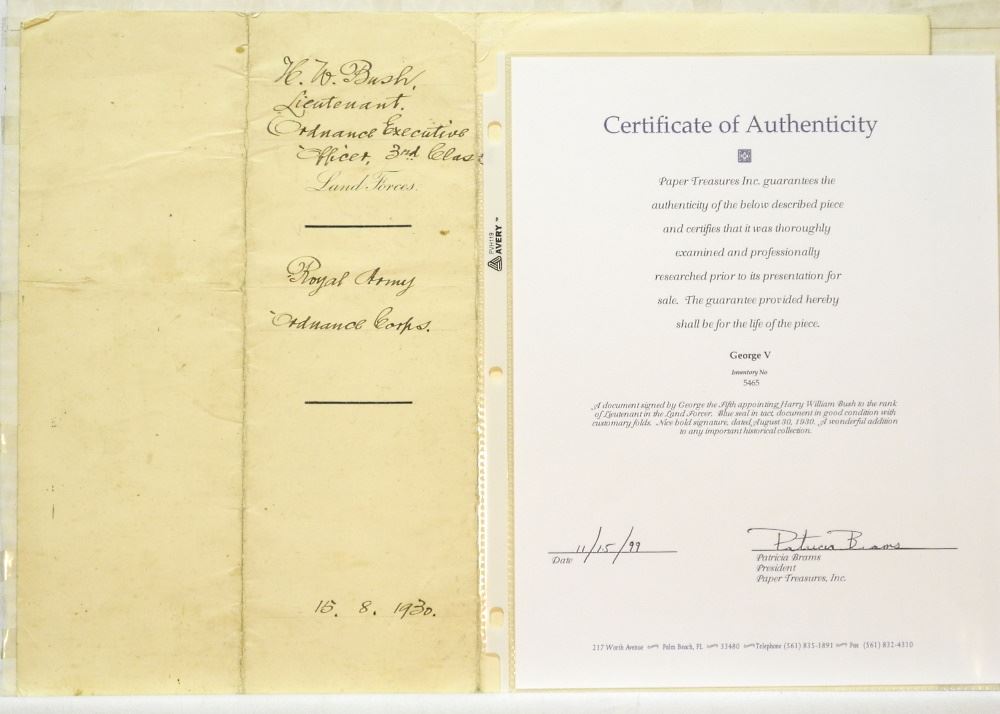 H. W. Bush,
Lieutenant.
Ordnance Executive
Officer, 3rd Class
Land Forces.
Royal Army
Ordnance Corps.
15. 8. 1930.
AVERY™
Certificate of Authenticity
Paper Treasures Inc. guarantees the
authenticity of the below described piece
and certifies that it was thoroughly
examined and professionally
researched prior to its presentation for
sale. The guarantee provided hereby
shall be for the life of the piece.
George V
Inventory No
5465
A document signed by George the Fifth appointing Harry William Bush to the rank
of Lieutenant in the Land Forcer. Blue seal in tact, document in good condition with
customary folds. Nice bold signature, dated August 30, 1930. A wonderful addition
to any important historical collection.
11/15/99
Date
Patricia Brams
Patricia Brams
President
Paper Treasures, Inc.
217 Worth Avenue Palm Beach, FL 33480 Telephone (561) 835-1891 Fax (561) 832-4310